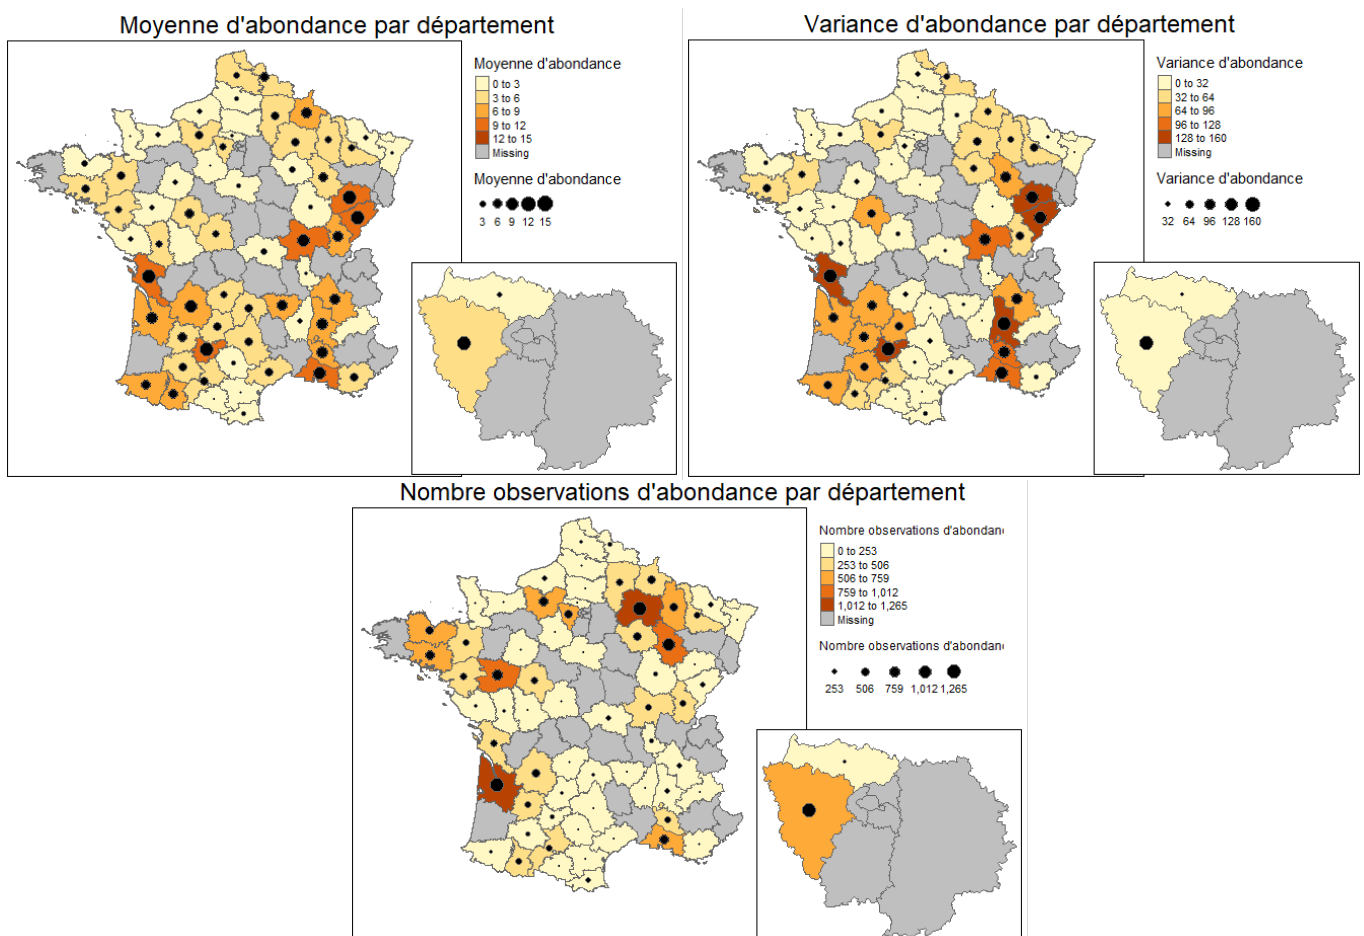 Moyenne d'abondance par département
Moyenne d'abondance
0 to 3
3 to 6
6 to 9
9 to 12
12 to 15
Missing
Moyenne d'abondance
3 6 9 12 15
Variance d'abondance par département
Variance d'abondance
0 to 32
32 to 64
64 to 96
96 to 128
128 to 160
Missing
Variance d'abondance
32 64 96 128 160
Nombre observations d'abondance par département
Nombre observations d'abondan
0 to 253
253 to 506
506 to 759
759 to 1,012
1,012 to 1,265
Missing
Nombre observations d'abondan
253 506 759 1,012 1,265